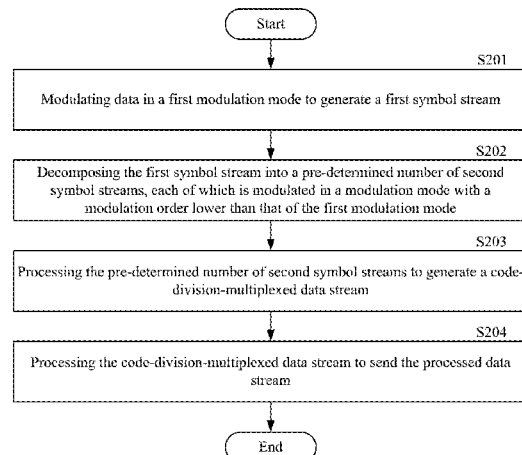 Start
S201
Modulating data in a first modulation mode to generate a first symbol stream
S202
Decomposing the first symbol stream into a pre-determined number of second
symbol streams, each of which is modulated in a modulation mode with a
modulation order lower than that of the first modulation mode
S203
Processing the pre-determined number of second symbol streams to generate a code-
division-multiplexed data stream
S204
Processing the code-division-multiplexed data stream to send the processed data
stream
End